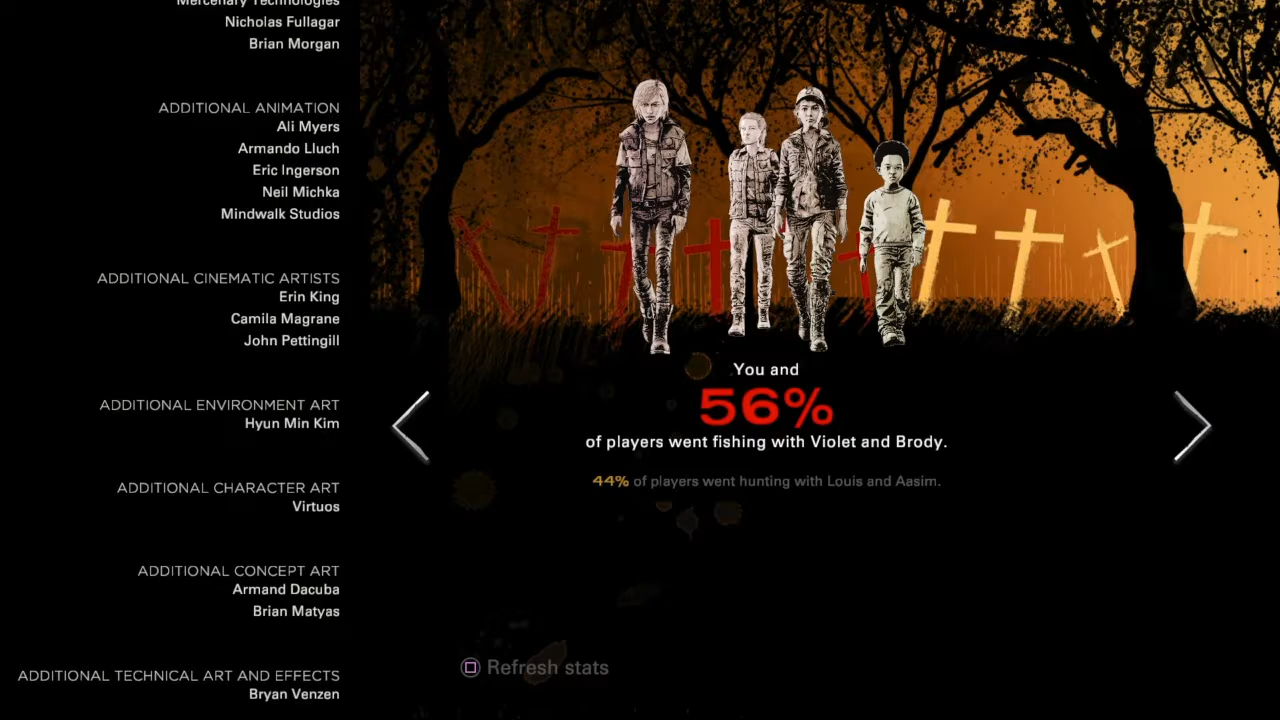 Mercenary Technologies
Nicholas Fullagar
Brian Morgan
ADDITIONAL ANIMATION
Ali Myers
Armando Lluch
Eric Ingerson
Neil Michka
Mindwalk Studios
ADDITIONAL CINEMATIC ARTISTS
Erin King
Camila Magrane
John Pettingill
ADDITIONAL ENVIRONMENT ART
Hyun Min Kim
ADDITIONAL CHARACTER ART
Virtuos
ADDITIONAL CONCEPT ART
Armand Dacuba
Brian Matyas
ADDITIONAL TECHNICAL ART AND EFFECTS
Bryan Venzen
You and
56%
of players went fishing with Violet and Brody.
44% of players went hunting with Louis and Aasim.
Refresh stats